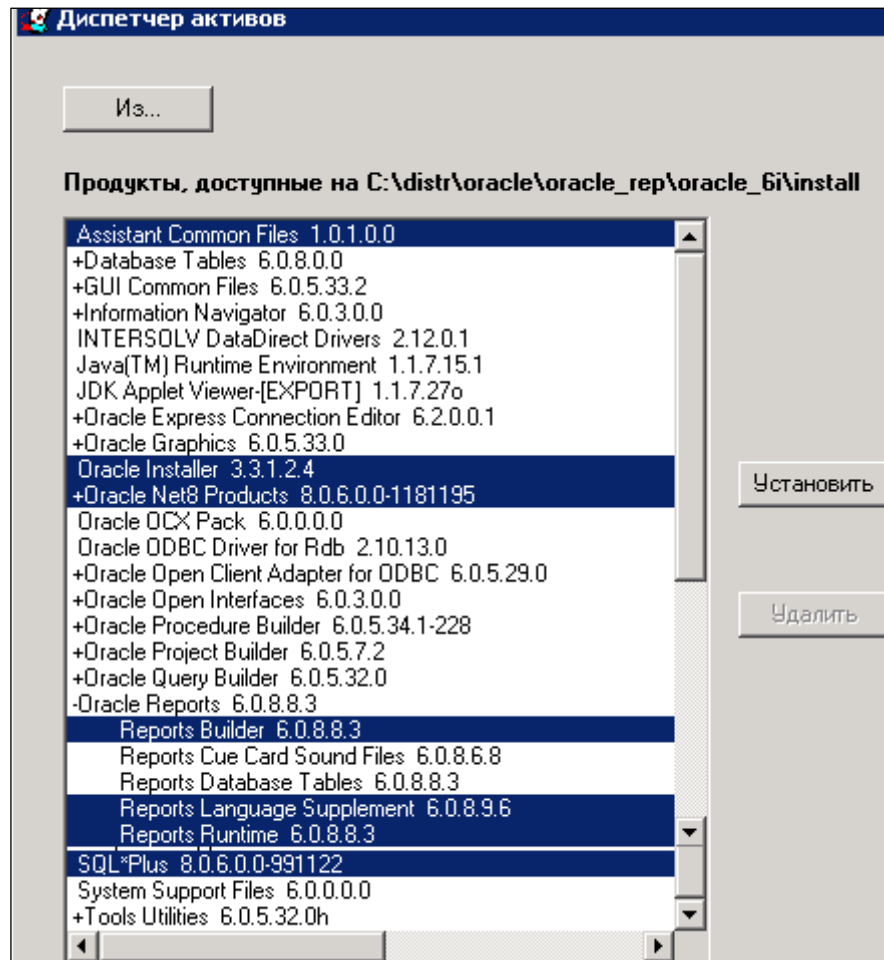 Диспетчер активов
Из...
Продукты, доступные на C:\distr\oracle\oracle_rep\oracle_6i\install
Assistant Common Files 1.0.1.0.0
+Database Tables 6.0.8.0.0
+GUI Common Files 6.0.5.33.2
+Information Navigator 6.0.3.0.0
INTERSOLV DataDirect Drivers 2.12.0.1
Java(TM) Runtime Environment 1.1.7.15.1
JDK Applet Viewer-[EXPORT] 1.1.7.27o
+Oracle Express Connection Editor 6.2.0.0.1
+Oracle Graphics 6.0.5.33.0
Oracle Installer 3.3.1.2.4
+Oracle Net8 Products 8.0.6.0.0-1181195
Установить
Oracle OCX Pack 6.0.0.0.0
Oracle ODBC Driver for Rdb 2.10.13.0
+Oracle Open Client Adapter for ODBC 6.0.5.29.0
+Oracle Open Interfaces 6.0.3.0.0
Удалить
+Oracle Procedure Builder 6.0.5.34.1-228
+Oracle Project Builder 6.0.5.7.2
+Oracle Query Builder 6.0.5.32.0
-Oracle Reports 6.0.8.8.3
Reports Builder 6.0.8.8.3
Reports Cue Card Sound Files 6.0.8.6.8
Reports Database Tables 6.0.8.8.3
Reports Language Supplement 6.0.8.9.6
Reports Runtime 6.0.8.8.3
SQL*Plus 8.0.6.0.0-991122
System Support Files 6.0.0.0.0
+Tools Utilities 6.0.5.32.0h